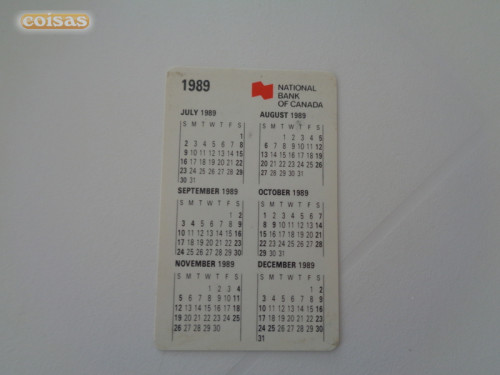 coisas
1989
NATIONAL
BANK
OF CANADA
JULY 1989
S M T W T F S
1
2 3 4 5 6 7 8
9 10 11 12 13 14 15
16 17 18 19 20 21 22
23 24 25 26 27 28 29
30 31
AUGUST 1989
S M T W T F S
1 2 3 4 5
6 7 8 9 10 11 12
13 14 15 16 17 18 19
20 21 22 23 24 25 26
27 28 29 30 31
SEPTEMBER 1989
S M T W T F S
1 2
3 4 5 6 7 8 9
10 11 12 13 14 15 16
17 18 19 20 21 22 23
24 25 26 27 28 29 30
OCTOBER 1989
S M T W T F S
1 2 3 4 5 6 7
8 9 10 11 12 13 14
15 16 17 18 19 20 21
22 23 24 25 26 27 28
29 30 31
NOVEMBER 1989
S M T W T F S
1 2 3 4
5 6 7 8 9 10 11
12 13 14 15 16 17 18
19 20 21 22 23 24 25
26 27 28 29 30
DECEMBER 1989
S M T W T F S
1 2
3 4 5 6 7 8 9
10 11 12 13 14 15 16
17 18 19 20 21 22 23
24 25 26 27 28 29 30
31